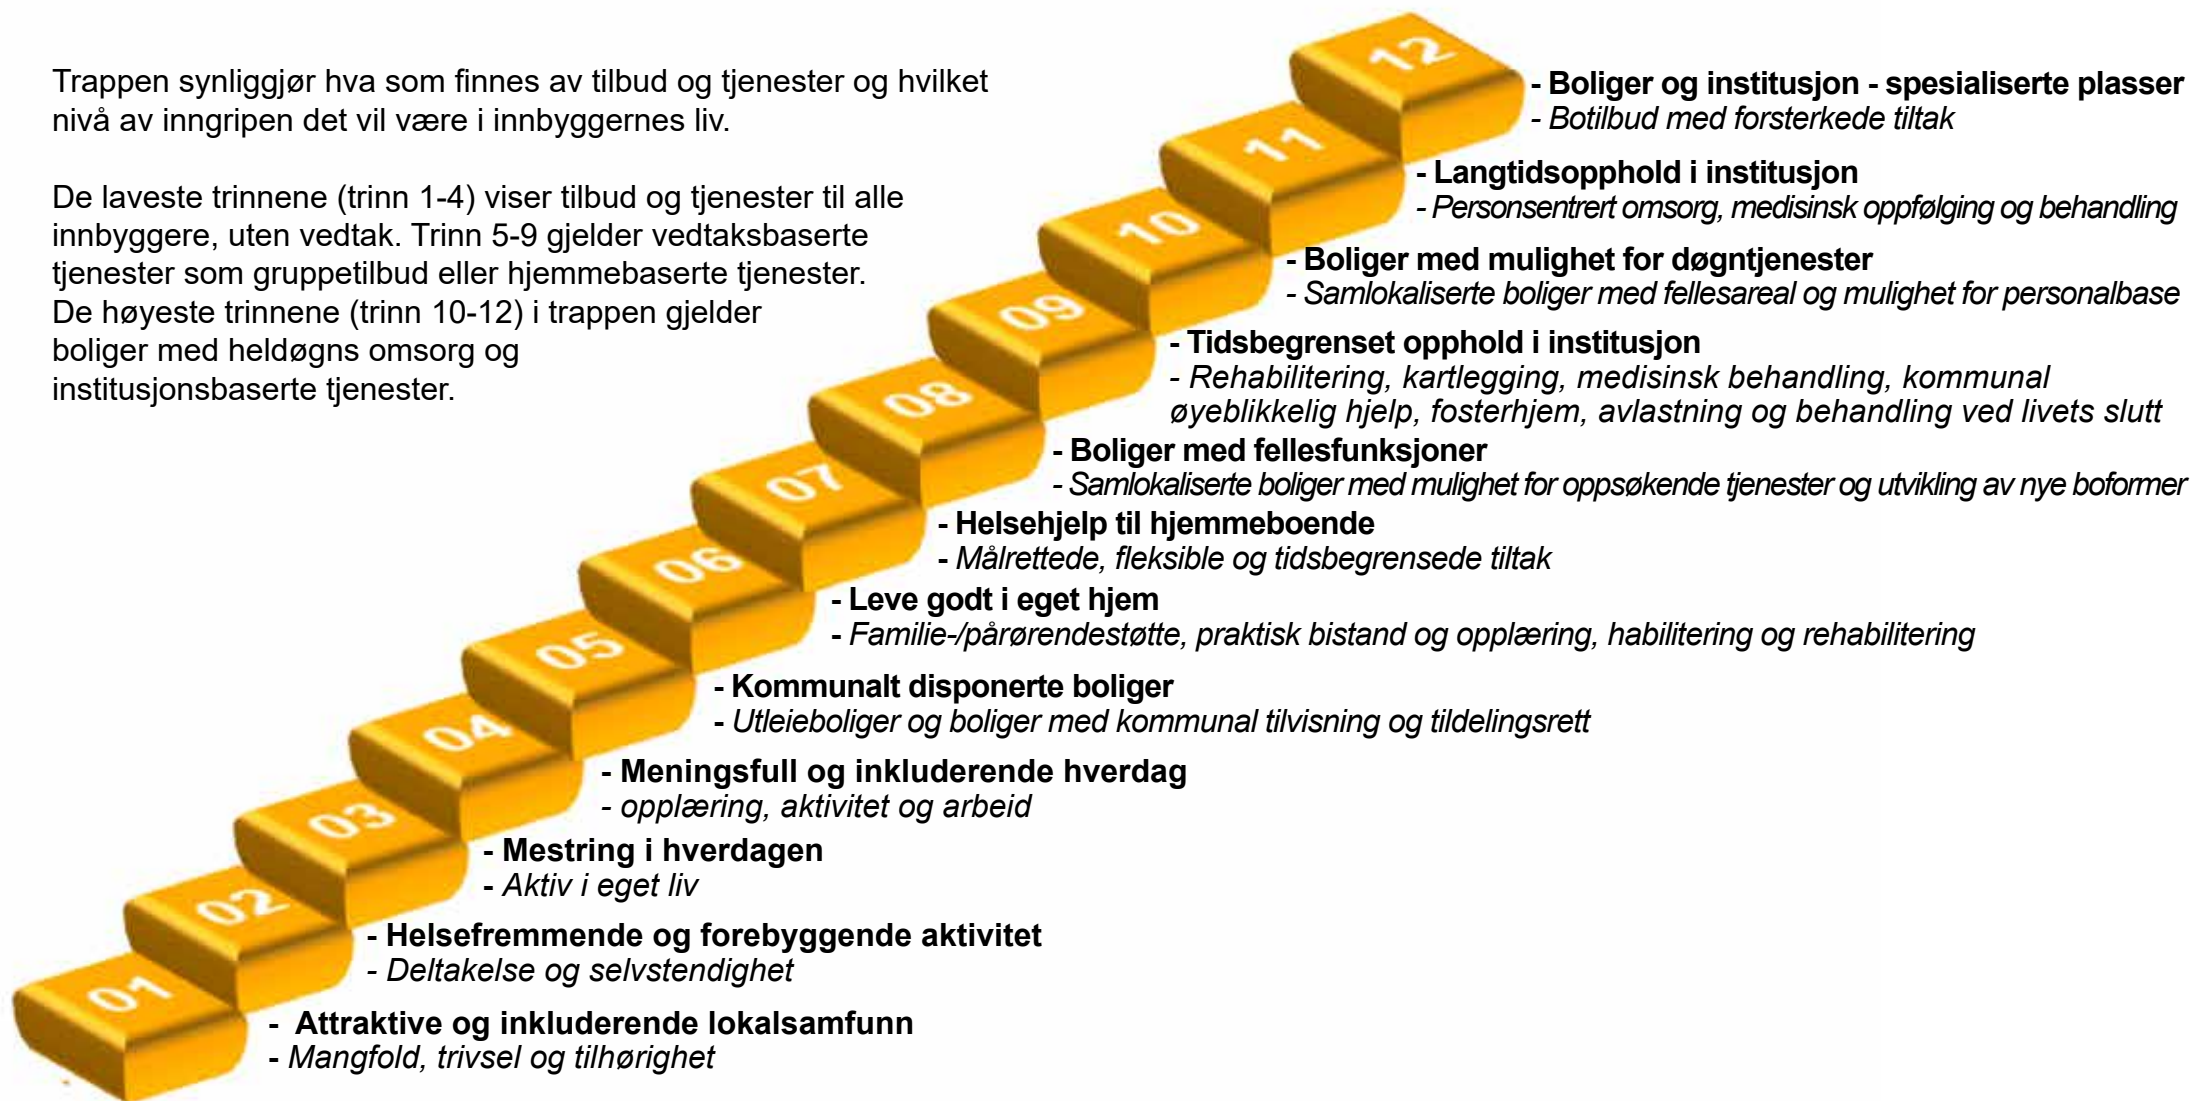 Trappen synliggjør hva som finnes av tilbud og tjenester og hvilket
nivå av inngripen det vil være i innbyggernes liv.
De laveste trinnene (trinn 1-4) viser tilbud og tjenester til alle
innbyggere, uten vedtak. Trinn 5-9 gjelder vedtaksbaserte
tjenester som gruppetilbud eller hjemmebaserte tjenester.
De høyeste trinnene (trinn 10-12) i trappen gjelder
boliger med heldøgns omsorg og
institusjonsbaserte tjenester.
12
- Boliger og institusjon - spesialiserte plasser
- Botilbud med forsterkede tiltak
11
- Langtidsopphold i institusjon
- Personsentrert omsorg, medisinsk oppfølging og behandling
10
- Boliger med mulighet for døgntjenester
- Samlokaliserte boliger med fellesareal og mulighet for personalbase
09
- Tidsbegrenset opphold i institusjon
- Rehabilitering, kartlegging, medisinsk behandling, kommunal
øyeblikkelig hjelp, fosterhjem, avlastning og behandling ved livets slutt
08
- Boliger med fellesfunksjoner
- Samlokaliserte boliger med mulighet for oppsøkende tjenester og utvikling av nye boformer
07
- Helsehjelp til hjemmeboende
- Målrettede, fleksible og tidsbegrensede tiltak
06
- Leve godt i eget hjem
- Familie-/pårørendestøtte, praktisk bistand og opplæring, habilitering og rehabilitering
05
- Kommunalt disponerte boliger
- Utleieboliger og boliger med kommunal tilvisning og tildelingsrett
04
- Meningsfull og inkluderende hverdag
- opplæring, aktivitet og arbeid
03
- Mestring i hverdagen
- Aktiv i eget liv
02
- Helsefremmende og forebyggende aktivitet
- Deltakelse og selvstendighet
01
- Attraktive og inkluderende lokalsamfunn
- Mangfold, trivsel og tilhørighet